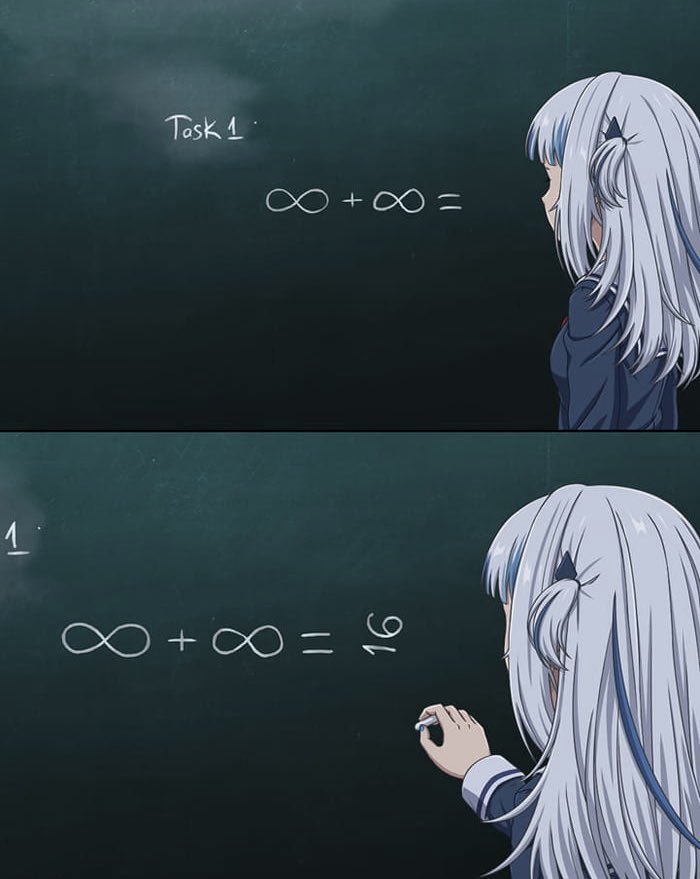 Task 1.
∞ + ∞ =
1.
∞ + ∞ = 16